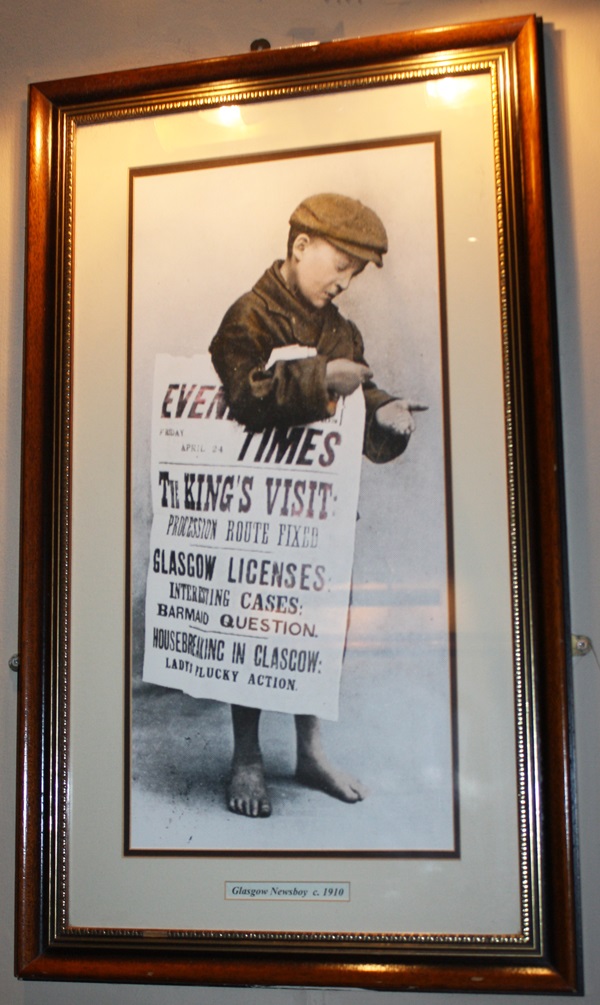 EVEN
FRIDAY
APRIL 24
TIMES
THE KING'S VISIT:
PROCESSION ROUTE FIXED
GLASGOW LICENSES:
INTERESTING CASES:
BARMAID QUESTION.
HOUSEBREAKING IN GLASGOW:
LADY'S PLUCKY ACTION.
Glasgow Newsboy c. 1910